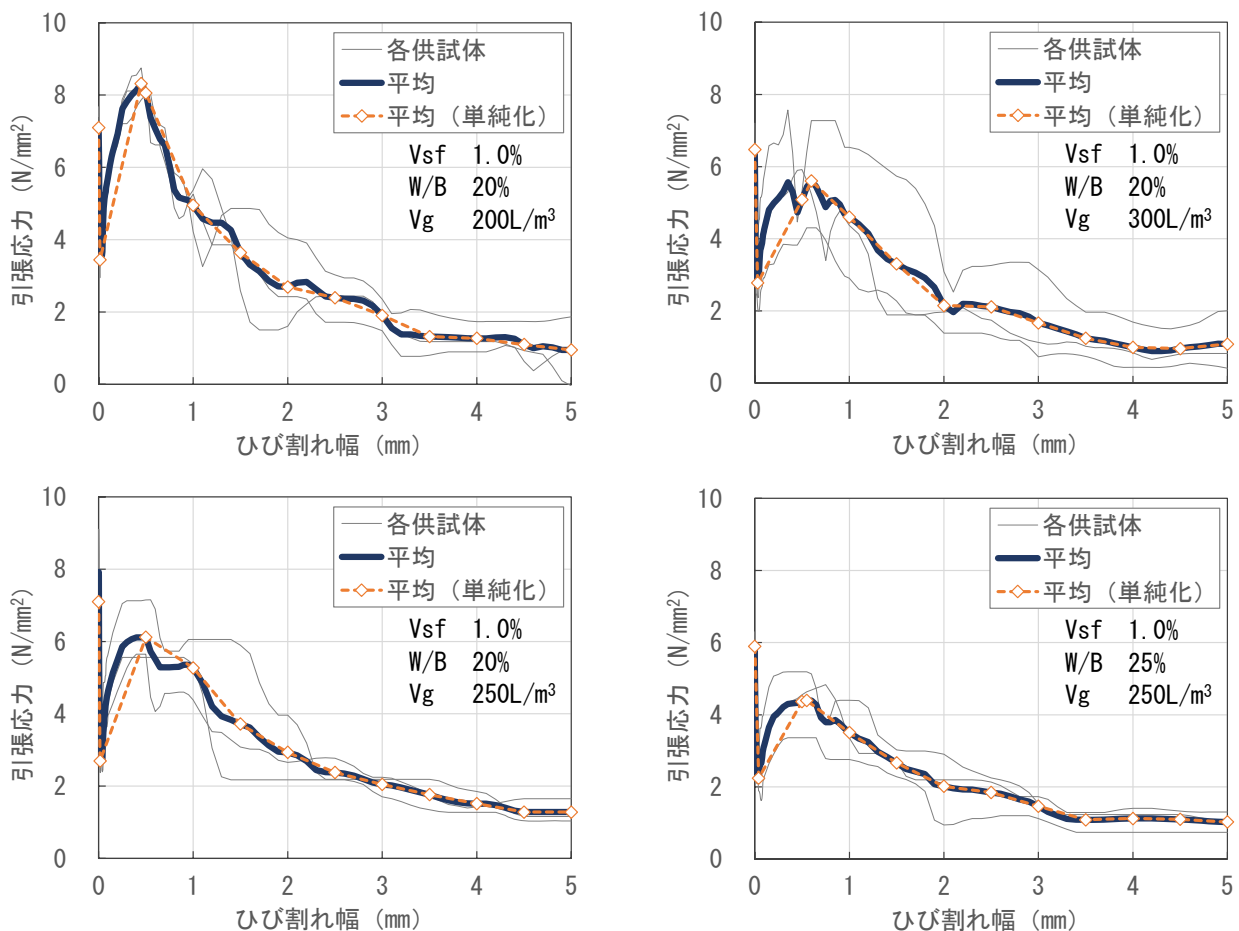 引張応力 (N/mm²)
10
8
6
4
2
0
各供試体
平均
平均（単純化）
Vsf 1.0%
W/B 20%
Vg 200L/m³
0 1 2 3 4 5
ひび割れ幅 (㎜)
引張応力 (N/mm²)
10
8
6
4
2
0
各供試体
平均
平均（単純化）
Vsf 1.0%
W/B 20%
Vg 300L/m³
0 1 2 3 4 5
ひび割れ幅 (㎜)
引張応力 (N/mm²)
10
8
6
4
2
0
各供試体
平均
平均（単純化）
Vsf 1.0%
W/B 20%
Vg 250L/m³
0 1 2 3 4 5
ひび割れ幅 (㎜)
引張応力 (N/mm²)
10
8
6
4
2
0
各供試体
平均
平均（単純化）
Vsf 1.0%
W/B 25%
Vg 250L/m³
0 1 2 3 4 5
ひび割れ幅 (㎜)